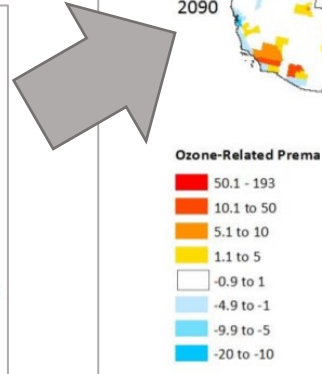 2090
Ozone-Related Prema
50.1 - 193
10.1 to 50
5.1 to 10
1.1 to 5
-0.9 to 1
-4.9 to -1
-9.9 to -5
-20 to -10